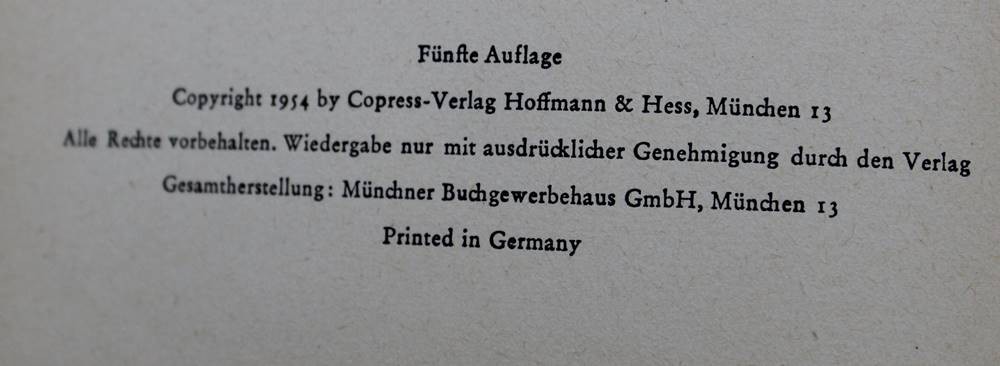 Fünfte Auflage
Copyright 1954 by Copress-Verlag Hoffmann & Hess, München 13
Alle Rechte vorbehalten. Wiedergabe nur mit ausdrücklicher Genehmigung durch den Verlag
Gesamtherstellung: Münchner Buchgewerbehaus GmbH, München 13
Printed in Germany